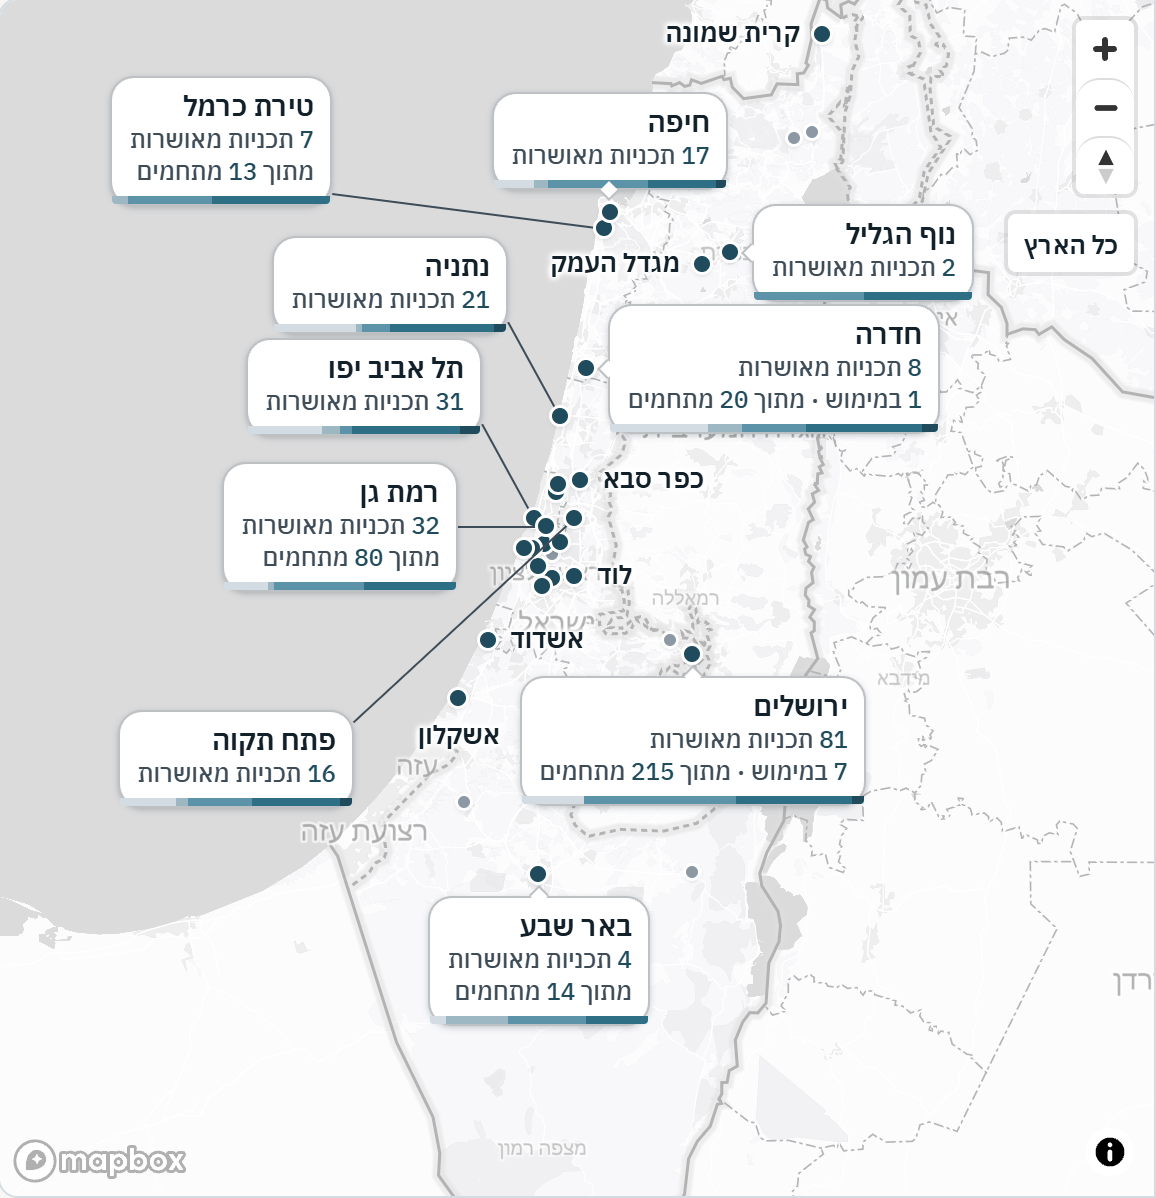 קרית שמונה
טירת כרמל
7 תכניות מאושרות
מתוך 13 מתחמים
חיפה
17 תכניות מאושרות
כל הארץ
נוף הגליל
2 תכניות מאושרות
מגדל העמק
נתניה
21 תכניות מאושרות
חדרה
8 תכניות מאושרות
1 במימוש · מתוך 20 מתחמים
תל אביב יפו
31 תכניות מאושרות
כפר סבא
רמת גן
32 תכניות מאושרות
מתוך 80 מתחמים
לוד
רבת עמון
רמאללה
ישראל
אשדוד
מידבא
ירושלים
81 תכניות מאושרות
7 במימוש · מתוך 215 מתחמים
פתח תקוה
16 תכניות מאושרות
אשקלון
עזה
רצועת עזה
באר שבע
4 תכניות מאושרות
מתוך 14 מתחמים
מצפה רמון
mapbox